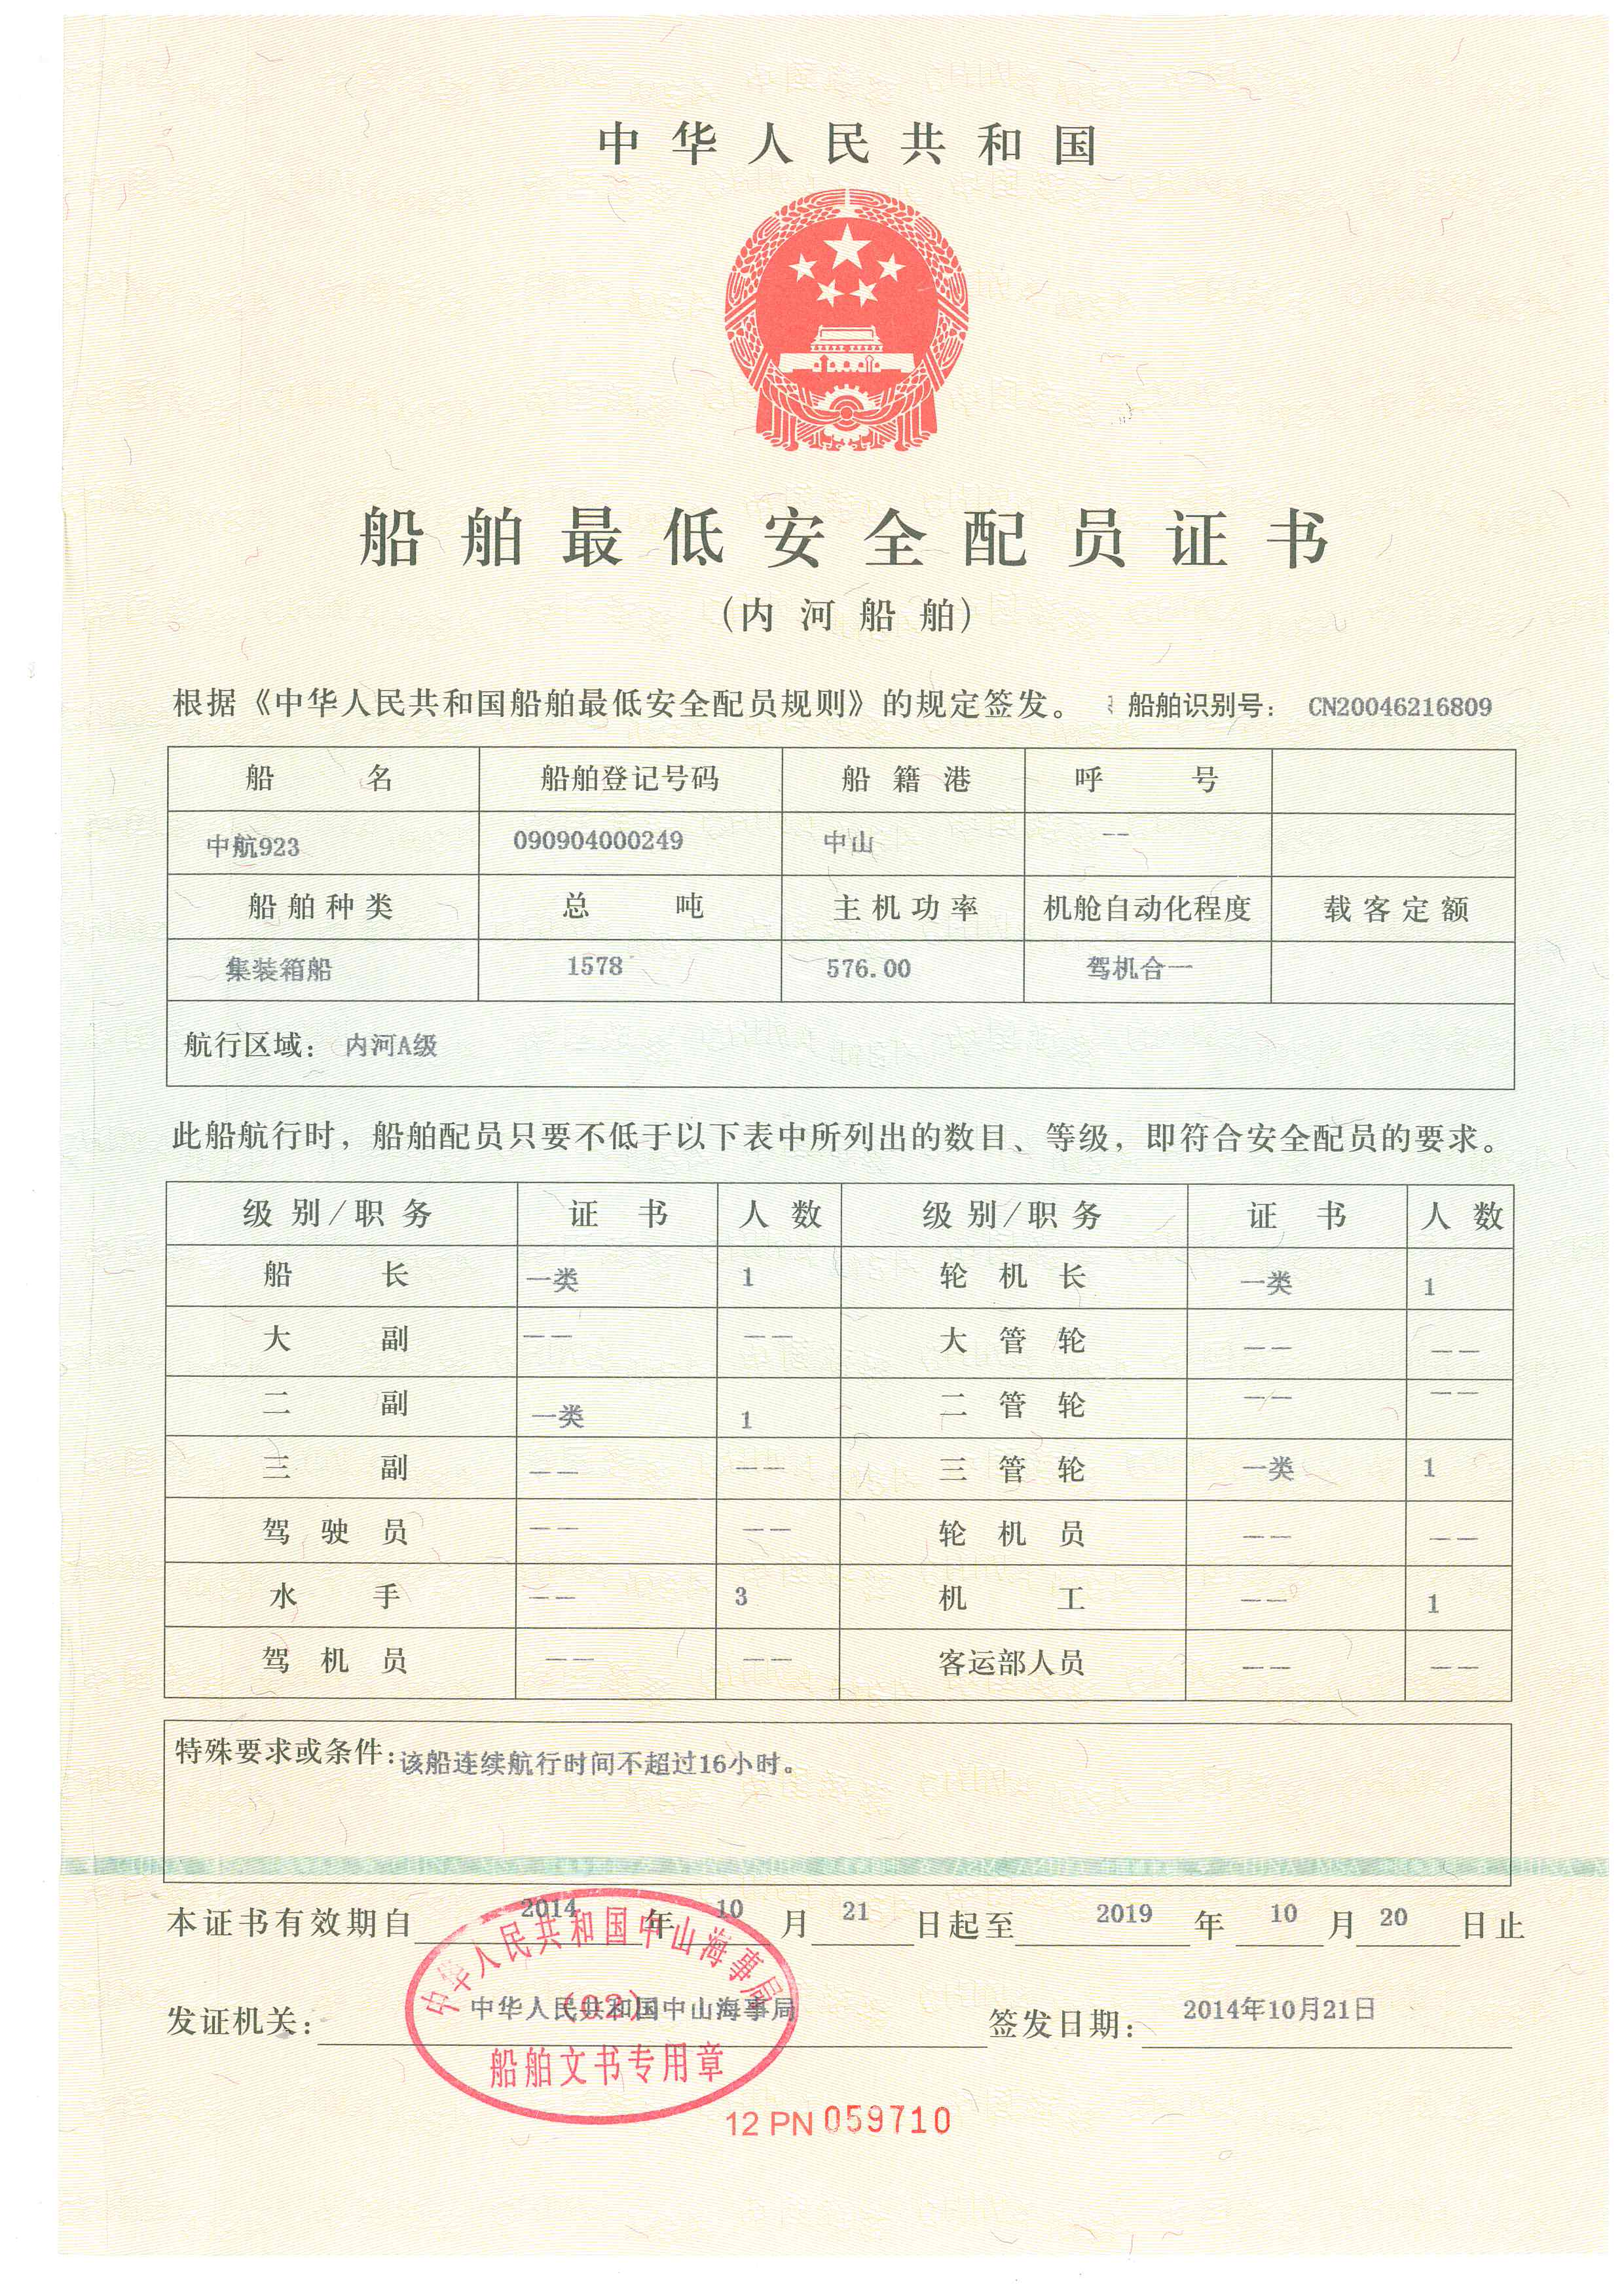 中华人民共和国
船舶最低安全配员证书
(内河船舶)
根据《中华人民共和国船舶最低安全配员规则》的规定签发。 船舶识别号: CN20046216809
船名 船舶登记号码 船籍港 呼号
中航923 090904000249 中山 --
船舶种类 总吨 主机功率 机舱自动化程度 载客定额
集装箱船 1578 576.00 驾机合一
航行区域: 内河A级
此船航行时，船舶配员只要不低于以下表中所列出的数目、等级，即符合安全配员的要求。
级别/职务 证书 人数 级别/职务 证书 人数
船长 一类 1 轮机长 一类 1
大副 -- -- 大管轮 -- --
二副 一类 1 二管轮 -- --
三副 -- -- 三管轮 一类 1
驾驶员 -- -- 轮机员 -- --
水手 -- 3 机工 -- 1
驾机员 -- -- 客运部人员 -- --
特殊要求或条件: 该船连续航行时间不超过16小时。
本证书有效期自 2014 年 10 月 21 日起至 2019 年 10 月 20 日止
中华人民共和国中山海事局
(02)
发证机关: 中华人民共和国中山海事局 签发日期: 2014年10月21日
船舶文书专用章
12 PN 059710